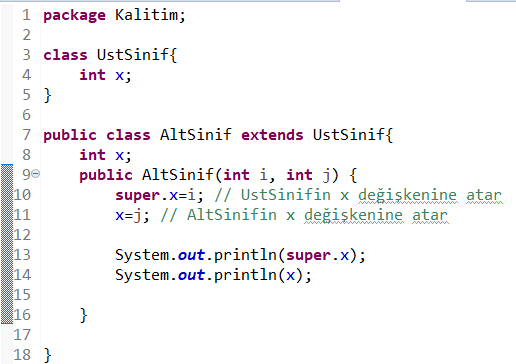 1 package Kalitim;
2
3 class UstSinif{
4     int x;
5 }
6
7 public class AltSinif extends UstSinif{
8     int x;
9     public AltSinif(int i, int j) {
10         super.x=i; // UstSinifin x değişkenine atar
11         x=j; // AltSinifin x değişkenine atar
12
13         System.out.println(super.x);
14         System.out.println(x);
15
16     }
17
18 }